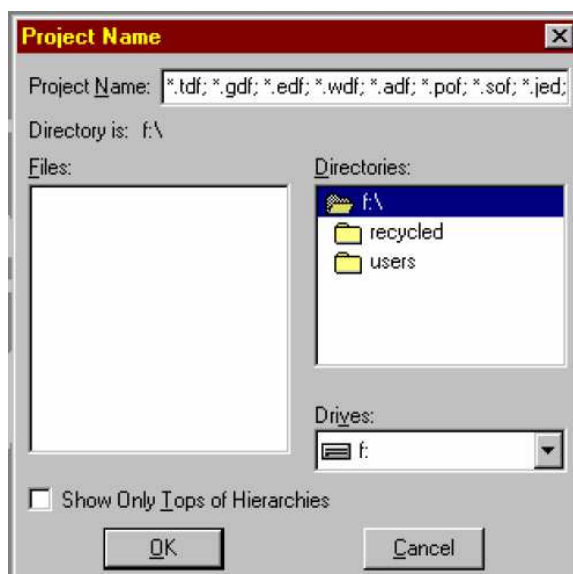 Project Name
Project Name: *.tdf; *.gdf; *.edf; *.wdf; *.adf; *.pof; *.sof; *.jed;
Directory is: f:\
Files:
Directories:
f:\
recycled
users
Drives:
f:
Show Only Tops of Hierarchies
OK
Cancel